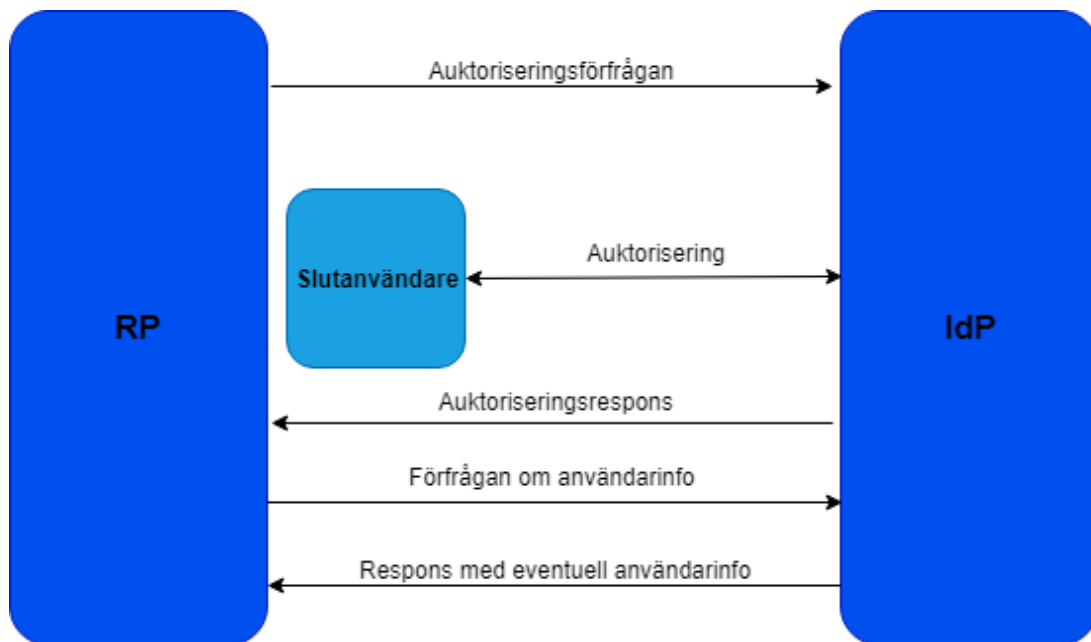 Auktoriseringsförfrågan
Slutanvändare
Auktorisering
RP
IdP
Auktoriseringsrespons
Förfrågan om användarinfo
Respons med eventuell användarinfo